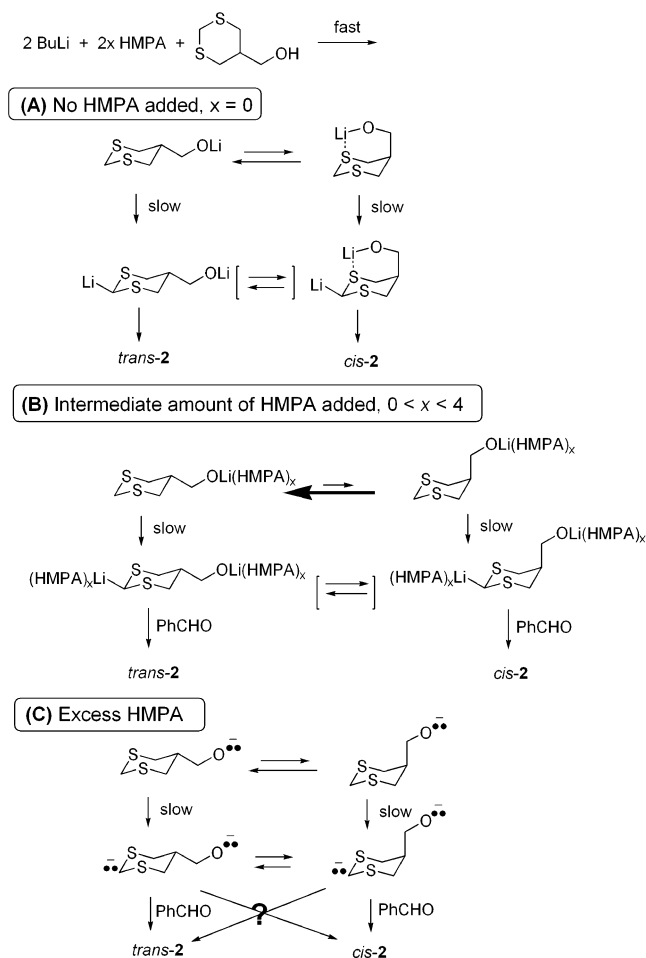 S
2 BuLi + 2x HMPA + S OH fast
(A) No HMPA added, x = 0
Li O
S S OLi S S
slow slow
Li O
Li S S OLi [ ] Li S S
trans-2 cis-2
(B) Intermediate amount of HMPA added, 0 < x < 4
OLi(HMPA)x
S S OLi(HMPA)x S S
slow slow
OLi(HMPA)x
(HMPA)xLi S S OLi(HMPA)x [ ] (HMPA)xLi S S
PhCHO PhCHO
trans-2 cis-2
(C) Excess HMPA
S S O − O −
S S
slow slow
− S S O − − S S O −
PhCHO ? PhCHO
trans-2 cis-2